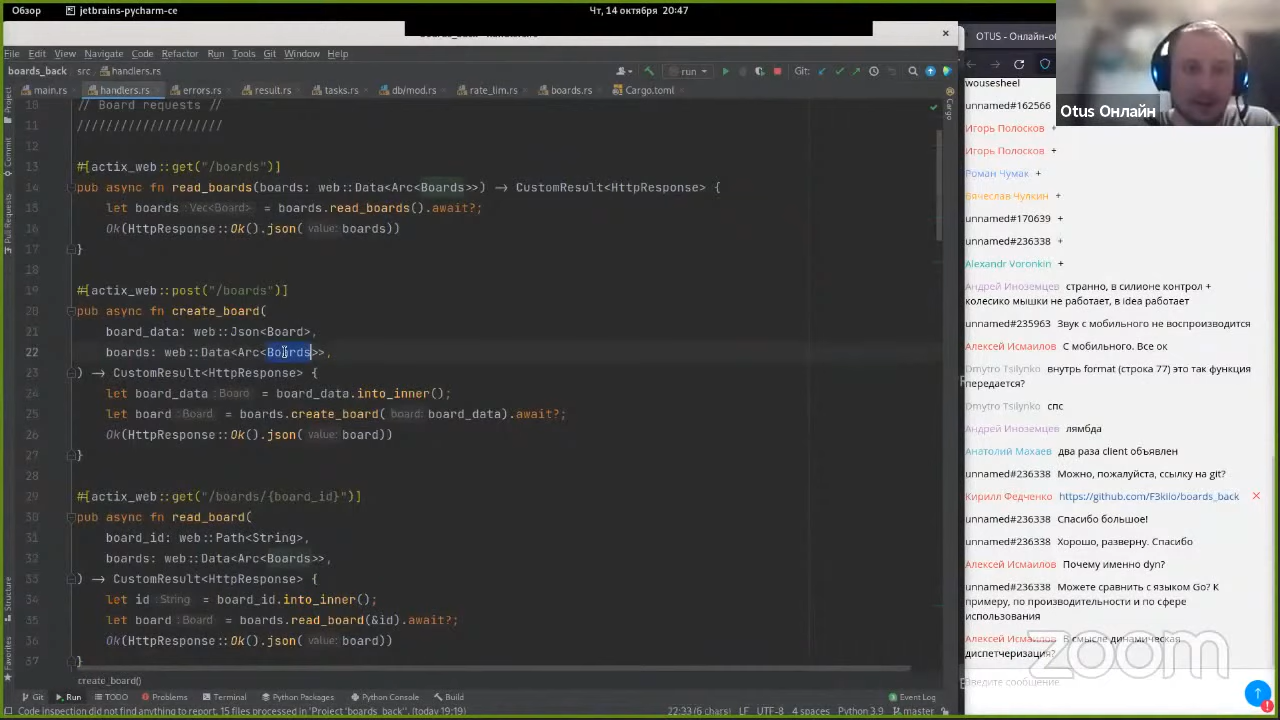 Обзор
jetbrains-pycharm-ce
Чт, 14 октября 20:47
File Edit View Navigate Code Refactor Run Tools Git Window Help
boards_back src handlers.rs
run
Git:
main.rs handlers.rs errors.rs result.rs tasks.rs db/mod.rs rate_lim.rs boards.rs Cargo.toml
Project
Commit
Pull Requests
Structure
Favorites
Cargo
10 // Board requests //
11 ////////////////////
12
13 #[actix_web::get("/boards")]
14 pub async fn read_boards(boards: web::Data<Arc<Boards>>) → CustomResult<HttpResponse> {
15 let boards : Vec<Board> = boards.read_boards().await?;
16 Ok(HttpResponse::Ok().json( value: boards))
17 }
18
19 #[actix_web::post("/boards")]
20 pub async fn create_board(
21 board_data: web::Json<Board>,
22 boards: web::Data<Arc<Boards>>,
23 ) → CustomResult<HttpResponse> {
24 let board_data : Board = board_data.into_inner();
25 let board : Board = boards.create_board( board: board_data).await?;
26 Ok(HttpResponse::Ok().json( value: board))
27 }
28
29 #[actix_web::get("/boards/{board_id}")]
30 pub async fn read_board(
31 board_id: web::Path<String>,
32 boards: web::Data<Arc<Boards>>,
33 ) → CustomResult<HttpResponse> {
34 let id : String = board_id.into_inner();
35 let board : Board = boards.read_board(&id).await?;
36 Ok(HttpResponse::Ok().json( value: board))
37 }
create_board()
Git Run TODO Problems Terminal Python Packages Python Console Build Event Log
Code inspection did not find anything to report. 15 files processed in 'Project 'boards_back'. (today 19:19)
22:33 (6 chars) LF UTF-8 4 spaces Python 3.9 master
OTUS - Онлайн-о
Otus Онлайн
wousesheel
unnamed#162566
Игорь Полосков +
Игорь Полосков +
Роман Чумак +
Вячеслав Чулкин +
unnamed#170639 +
unnamed#236338 +
Alexandr Voronkin +
Андрей Иноземцев странно, в силионе контрол +
колесико мышки не работает, в idea работает
unnamed#235963 Звук с мобильного не воспроизводится
Алексей Исмаилов С мобильного. Все ок
Dmytro Tsilynko внутрь format (строка 77) это так функция
передается?
Dmytro Tsilynko спс
Андрей Иноземцев лямбда
Анатолий Махаев два раза client объявлен
unnamed#236338 Можно, пожалуйста, ссылку на git?
Кирилл Федченко https://github.com/F3kilo/boards_back
unnamed#236338 Спасибо большое!
unnamed#236338 Хорошо, разверну. Спасибо
Алексей Исмаилов Почему именно dyn?
unnamed#236338 Можете сравнить с языком Go? К
примеру, по производительности и по сфере
использования
Алексей Исмаилов В смысле динамическая
диспетчеризация?
Введите сообщение
zoom